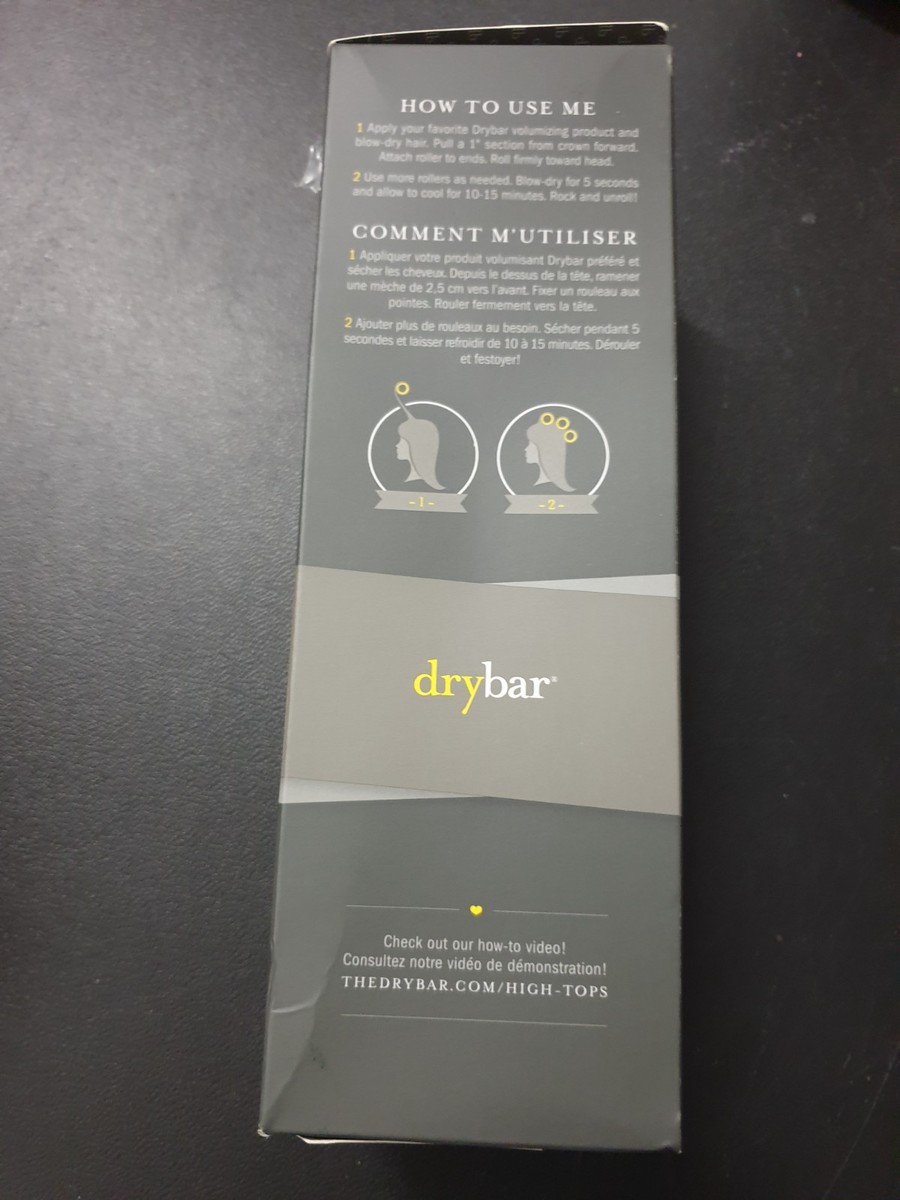 HOW TO USE ME
1 Apply your favorite Drybar volumizing product and
blow-dry hair. Pull a 1" section from crown forward.
Attach roller to ends. Roll firmly toward head.
2 Use more rollers as needed. Blow-dry for 5 seconds
and allow to cool for 10-15 minutes. Rock and unroll!
COMMENT M'UTILISER
1 Appliquer votre produit volumisant Drybar préféré et
sécher les cheveux. Depuis le dessus de la tête, ramener
une mèche de 2,5 cm vers l'avant. Fixer un rouleau aux
pointes. Rouler fermement vers la tête.
2 Ajouter plus de rouleaux au besoin. Sécher pendant 5
secondes et laisser refroidir de 10 à 15 minutes. Dérouler
et festoyer!
-1-
-2-
drybar®
Check out our how-to video!
Consultez notre vidéo de démonstration!
THEDRYBAR.COM/HIGH-TOPS